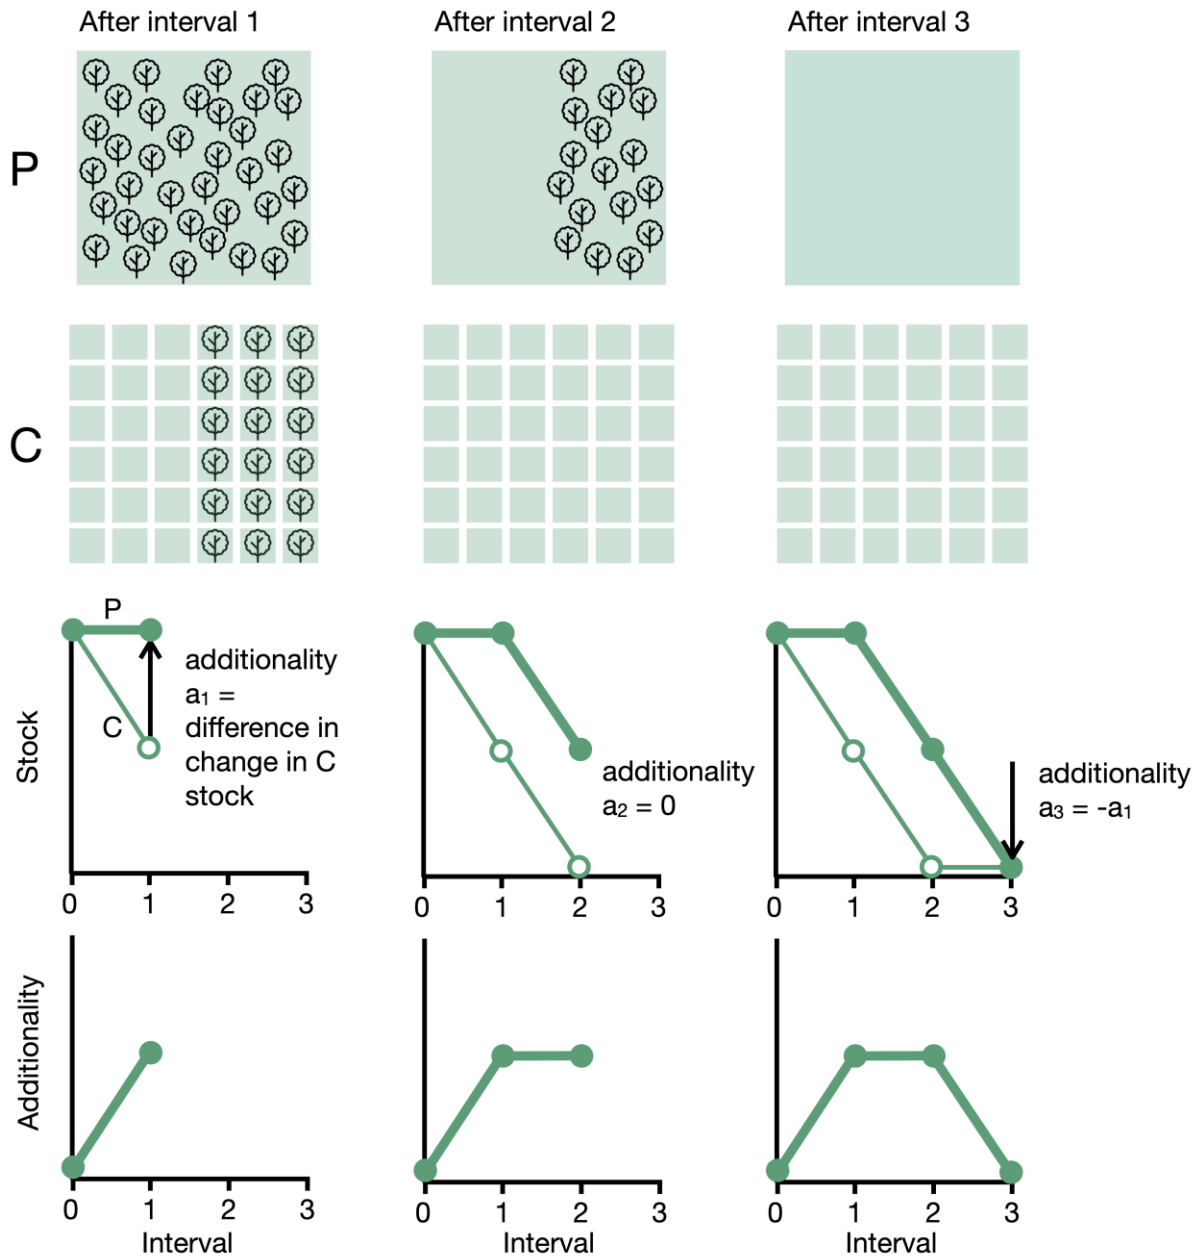 After interval 1
After interval 2
After interval 3
P
C
Stock
P
C
additionality
a₁ =
difference in
change in C
stock
0 1 2 3
additionality
a₂ = 0
0 1 2 3
additionality
a₃ = -a₁
0 1 2 3
Additionality
0 1 2 3
Interval
0 1 2 3
Interval
0 1 2 3
Interval